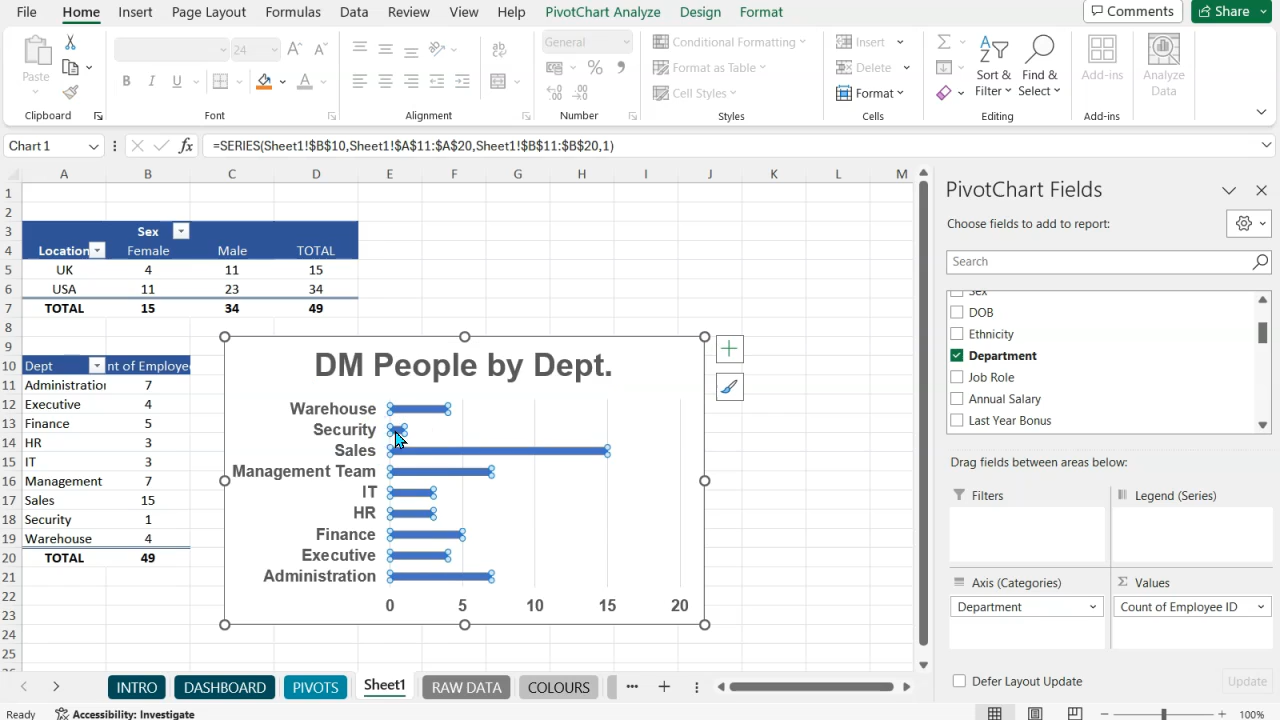 File Home Insert Page Layout Formulas Data Review View Help PivotChart Analyze Design Format Comments Share
24 General Conditional Formatting Insert
Paste Format as Table Delete Sort & Filter Find & Select Add-ins Analyze Data
B I U Cell Styles Format
Clipboard Font Alignment Number Styles Cells Editing Add-ins
Chart 1 fx =SERIES(Sheet1!$B$10,Sheet1!$A$11:$A$20,Sheet1!$B$11:$B$20,1)
A B C D E F G H I J K L M
1
2
3 Sex
4 Location Female Male TOTAL
5 UK 4 11 15
6 USA 11 23 34
7 TOTAL 15 34 49
8
9
10 Dept nt of Employe
11 Administration 7
12 Executive 4
13 Finance 5
14 HR 3
15 IT 3
16 Management 7
17 Sales 15
18 Security 1
19 Warehouse 4
20 TOTAL 49
21
22
23
24
25
DM People by Dept.
Warehouse
Security
Sales
Management Team
IT
HR
Finance
Executive
Administration
0 5 10 15 20
PivotChart Fields
Choose fields to add to report:
Search
Sex
DOB
Ethnicity
Department
Job Role
Annual Salary
Last Year Bonus
Drag fields between areas below:
Filters Legend (Series)
Axis (Categories) Σ Values
Department Count of Employee ID
Defer Layout Update Update
INTRO DASHBOARD PIVOTS Sheet1 RAW DATA COLOURS
Ready Accessibility: Investigate 100%